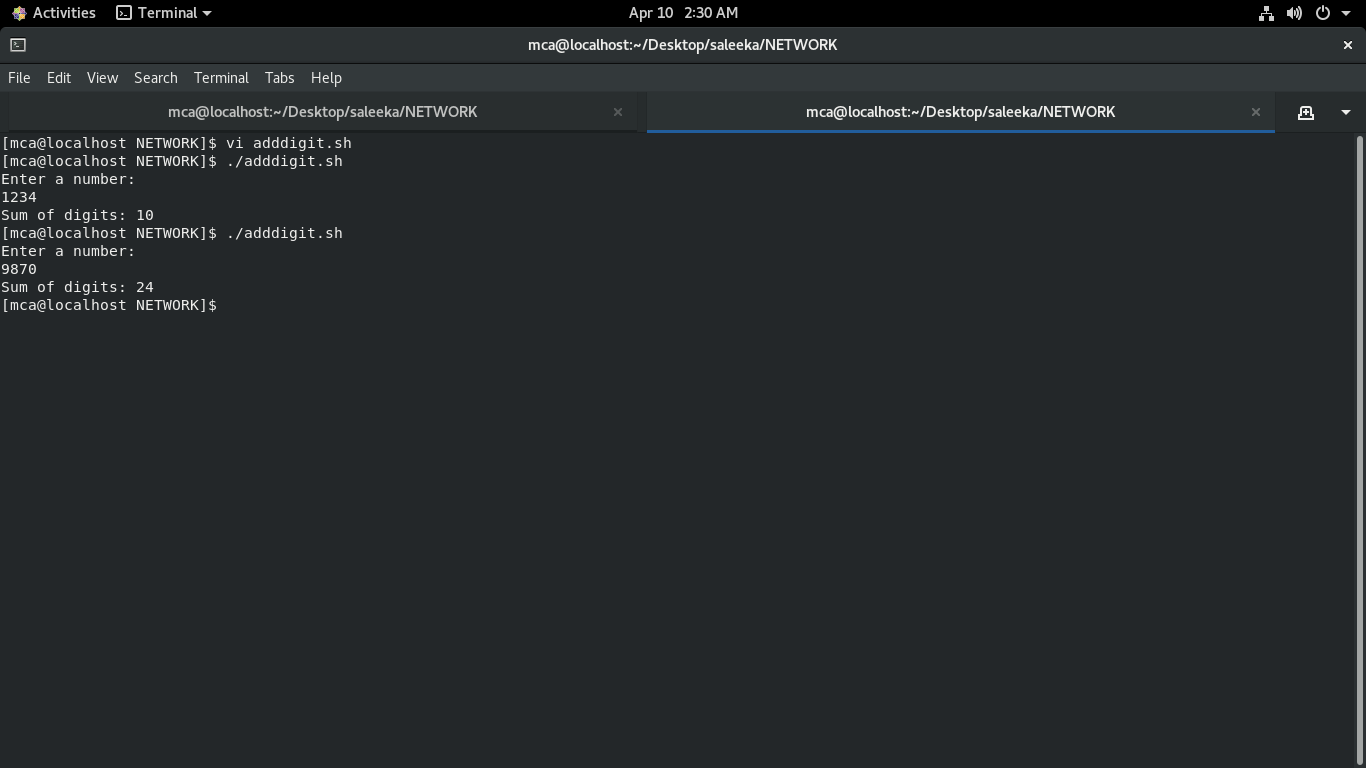 Activities Terminal Apr 10 2:30 AM
mca@localhost:~/Desktop/saleeka/NETWORK
File Edit View Search Terminal Tabs Help
mca@localhost:~/Desktop/saleeka/NETWORK mca@localhost:~/Desktop/saleeka/NETWORK
[mca@localhost NETWORK]$ vi adddigit.sh
[mca@localhost NETWORK]$ ./adddigit.sh
Enter a number:
1234
Sum of digits: 10
[mca@localhost NETWORK]$ ./adddigit.sh
Enter a number:
9870
Sum of digits: 24
[mca@localhost NETWORK]$